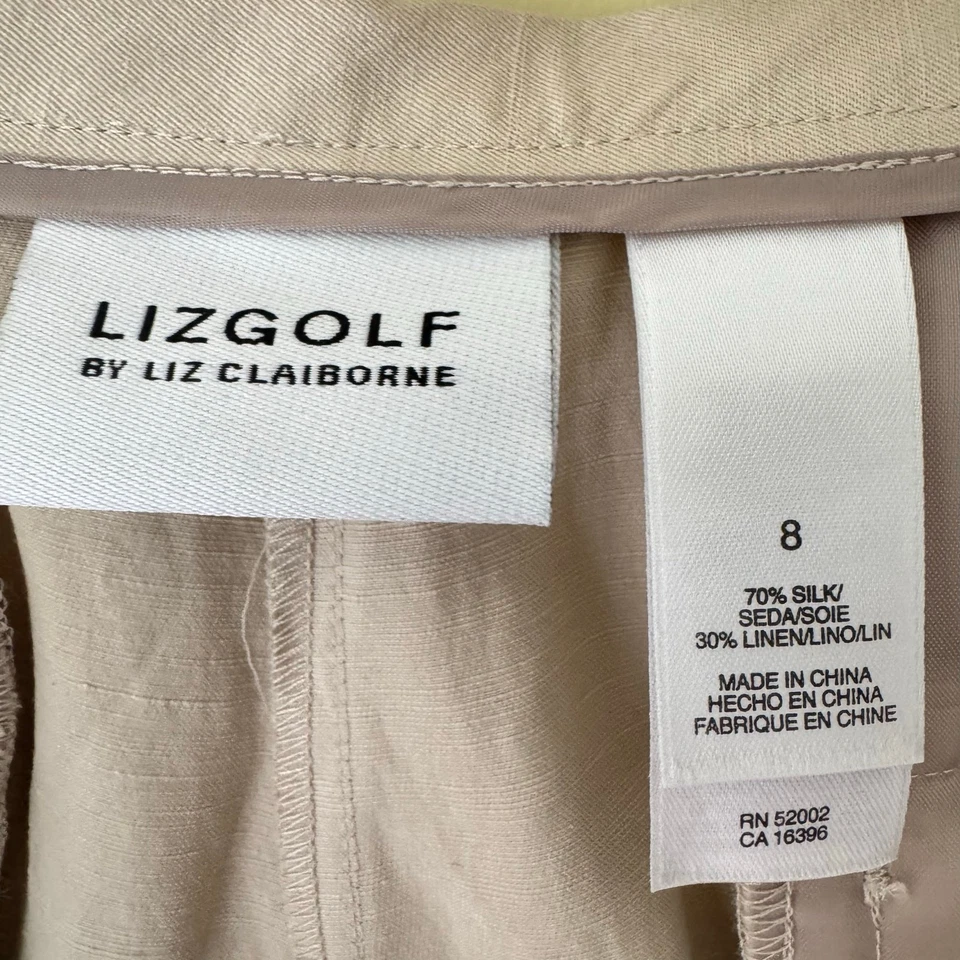 LIZGOLF
BY LIZ CLAIBORNE
8
70% SILK/
SEDA/SOIE
30% LINEN/LINO/LIN
MADE IN CHINA
HECHO EN CHINA
FABRIQUE EN CHINE
RN 52002
CA 16396